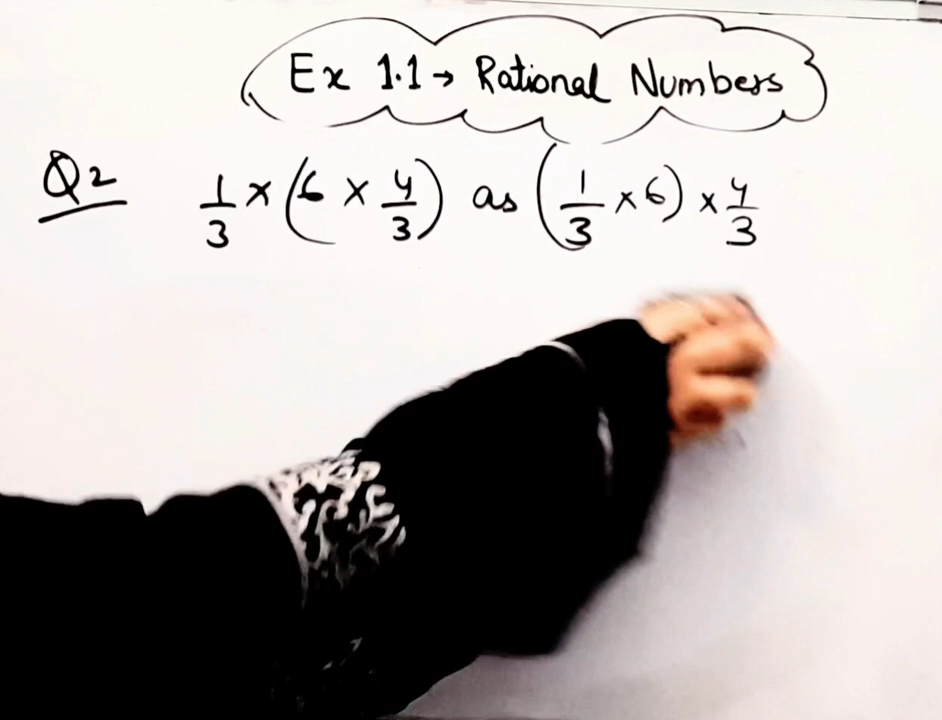 Ex 1.1 → Rational Numbers
Q2 1/3 × (6 × 4/3) as (1/3 × 6) × 4/3